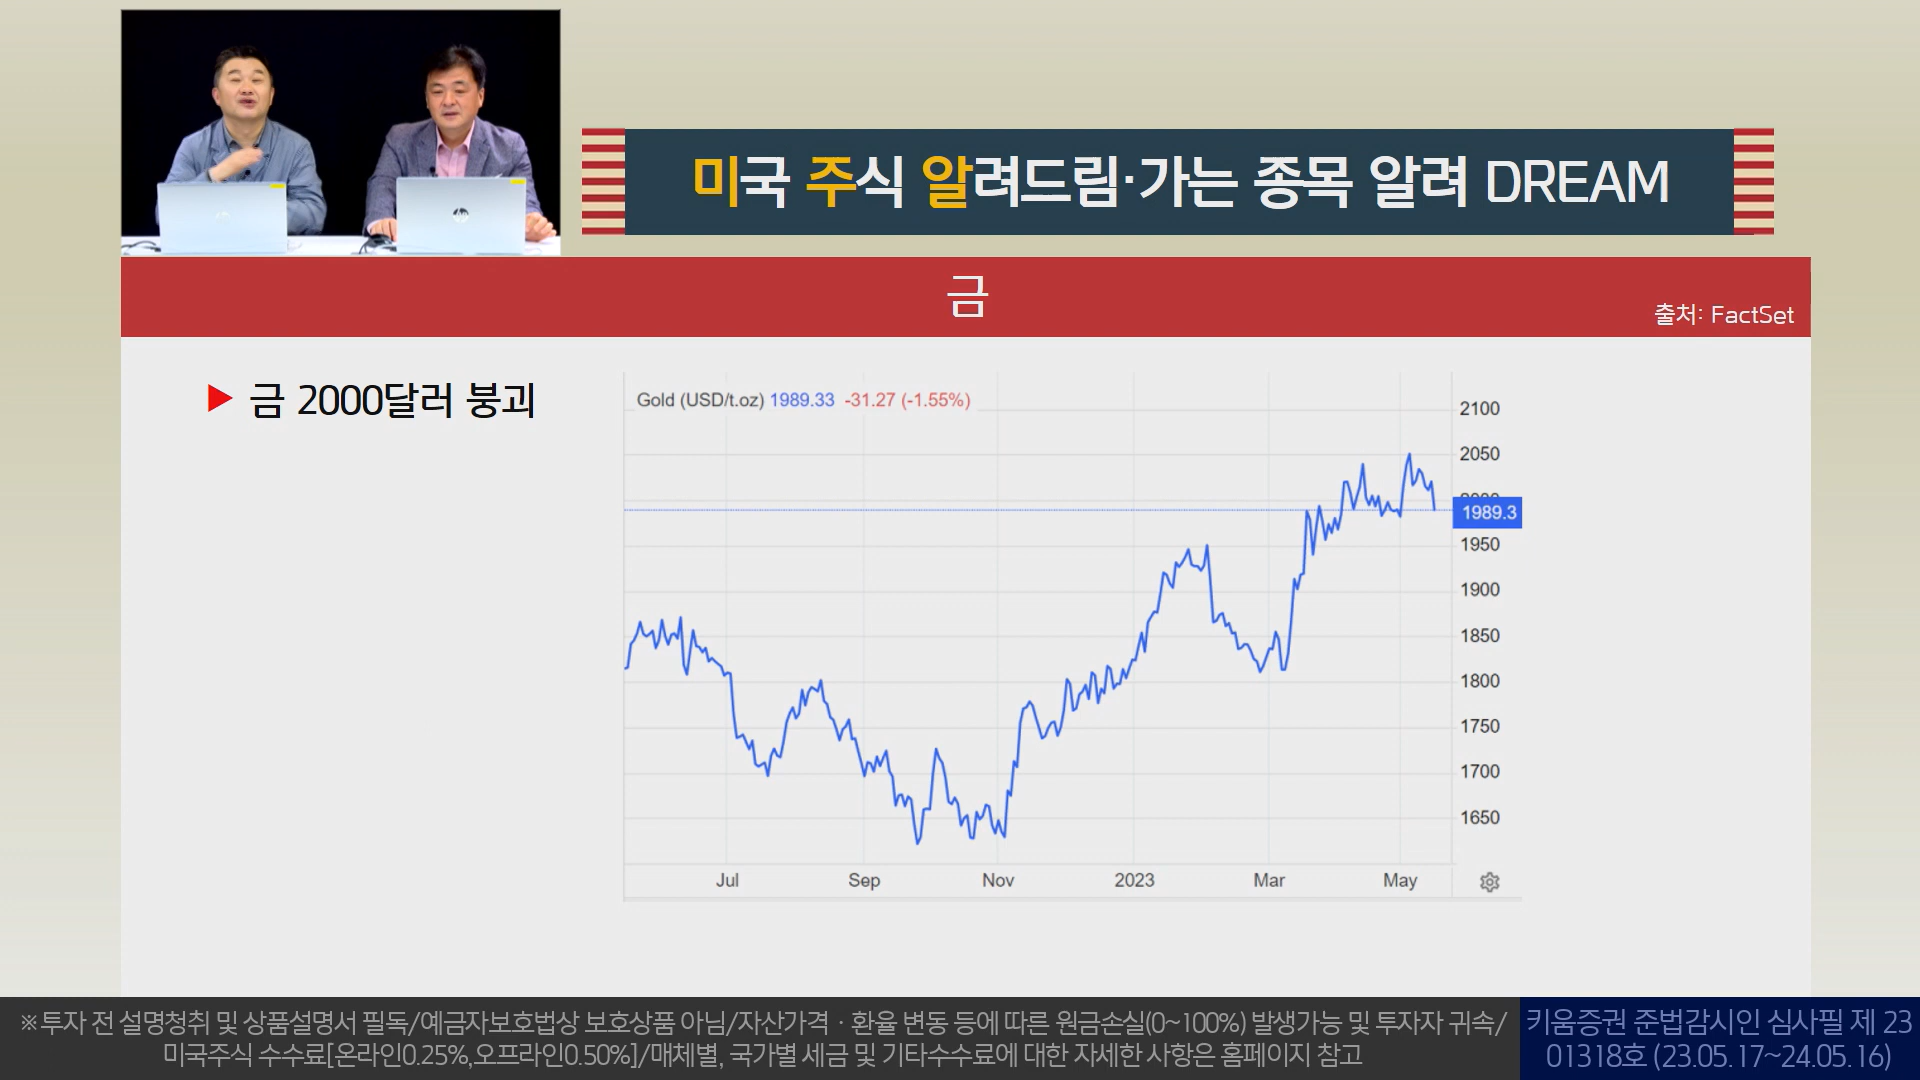 미국 주식 알려드림·가는 종목 알려 DREAM
금
출처: FactSet
▶ 금 2000달러 붕괴
Gold (USD/t.oz) 1989.33 -31.27 (-1.55%)
2100
2050
2000
1989.3
1950
1900
1850
1800
1750
1700
1650
Jul Sep Nov 2023 Mar May
※투자 전 설명청취 및 상품설명서 필독/예금자보호법상 보호상품 아님/자산가격 · 환율 변동 등에 따른 원금손실(0~100%) 발생가능 및 투자자 귀속/
미국주식 수수료[온라인0.25%,오프라인0.50%]/매체별, 국가별 세금 및 기타수수료에 대한 자세한 사항은 홈페이지 참고
키움증권 준법감시인 심사필 제 23
01318호 (23.05.17~24.05.16)